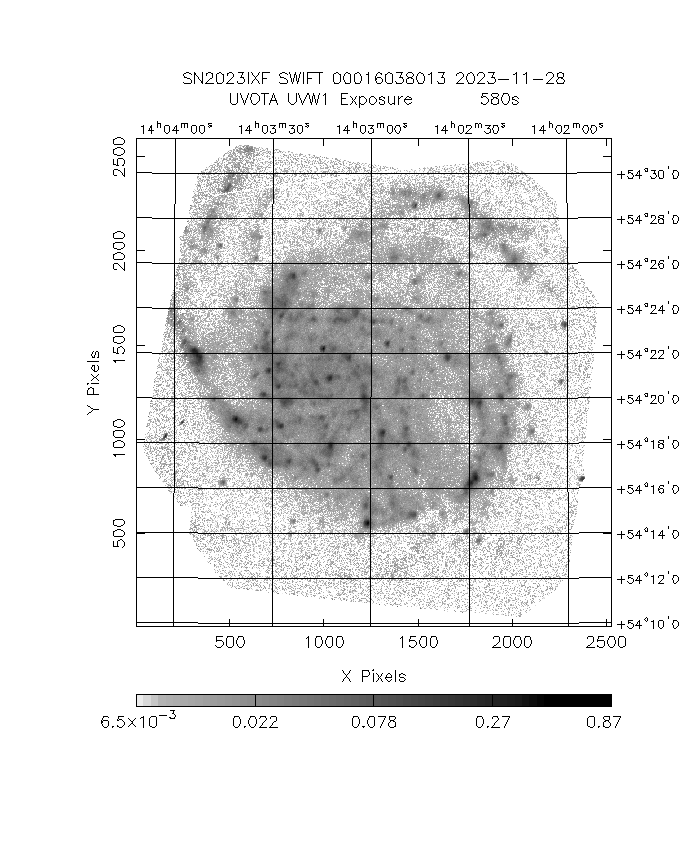 SN2023IXF SWIFT 00016038013 2023-11-28
UVOTA UVW1 Exposure 580s
14ʰ04ᵐ00ˢ 14ʰ03ᵐ30ˢ 14ʰ03ᵐ00ˢ 14ʰ02ᵐ30ˢ 14ʰ02ᵐ00ˢ
2500
2000
1500
1000
500
Y Pixels
+54°30'0
+54°28'0
+54°26'0
+54°24'0
+54°22'0
+54°20'0
+54°18'0
+54°16'0
+54°14'0
+54°12'0
+54°10'0
500 1000 1500 2000 2500
X Pixels
6.5×10⁻³ 0.022 0.078 0.27 0.87